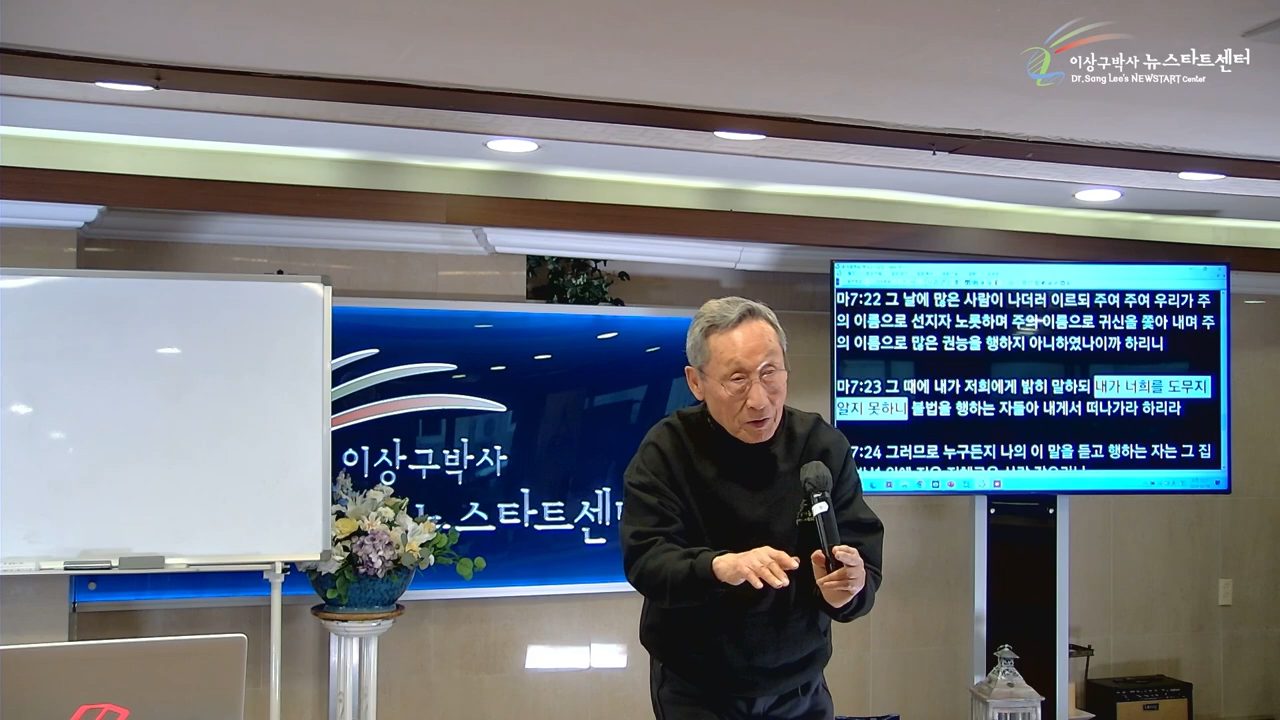 이상구박사 뉴스타트센터
Dr. Sang Lee's NEWSTART Center
마7:22 그 날에 많은 사람이 나더러 이르되 주여 주여 우리가 주
의 이름으로 선지자 노릇하며 주의 이름으로 귀신을 쫓아 내며 주
의 이름으로 많은 권능을 행하지 아니하였나이까 하리니
마7:23 그 때에 내가 저희에게 밝히 말하되 내가 너희를 도무지
알지 못하니 불법을 행하는 자들아 내게서 떠나가라 하리라
7:24 그러므로 누구든지 나의 이 말을 듣고 행하는 자는 그 집
이상구박사
뉴스타트센